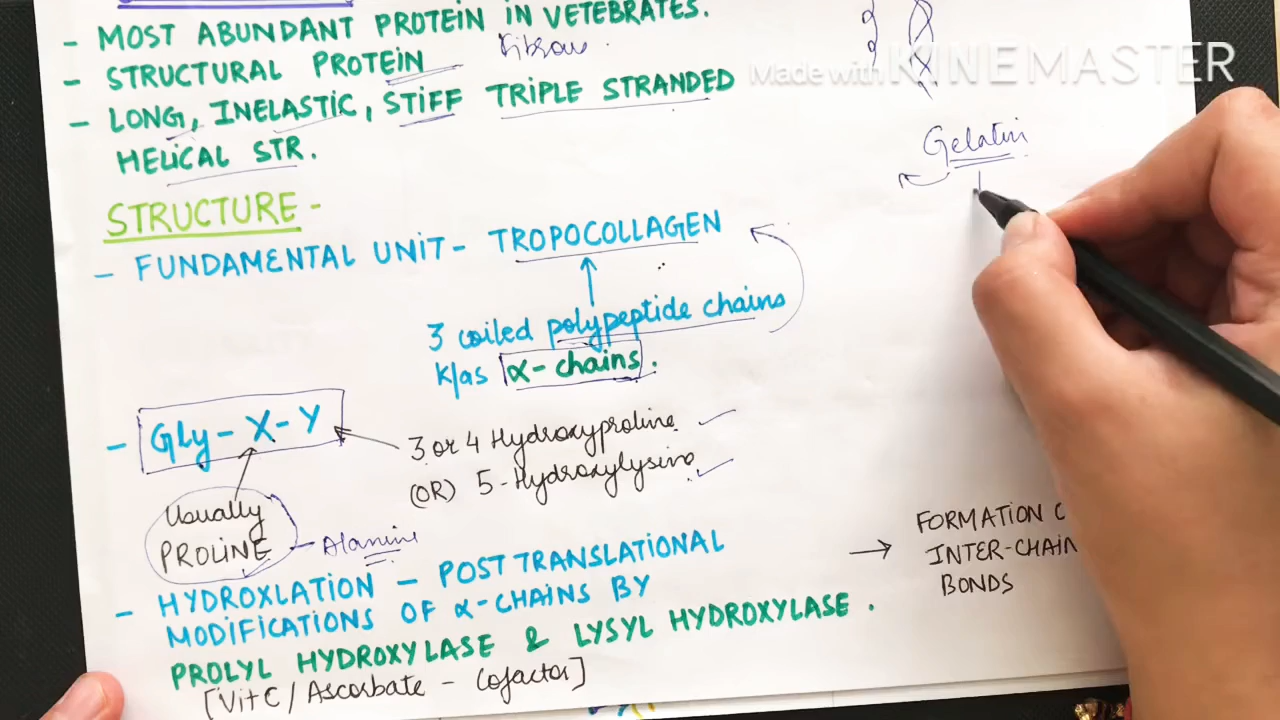 - MOST ABUNDANT PROTEIN IN VETEBRATES.
- STRUCTURAL PROTEIN Fibrous.
- LONG, INELASTIC, STIFF TRIPLE STRANDED
HELICAL STR.
STRUCTURE -
- FUNDAMENTAL UNIT - TROPOCOLLAGEN
3 coiled polypeptide chains
K/as α-chains.
- Gly - X - Y
3 or 4 Hydroxyproline
(OR) 5-Hydroxylysine
Usually
PROLINE - Alanine
- HYDROXLATION - POST TRANSLATIONAL
MODIFICATIONS OF α-CHAINS BY
PROLYL HYDROXYLASE & LYSYL HYDROXYLASE.
[Vit C / Ascorbate - Cofactor]
Made with KINEMASTER
Gelatin
→ FORMATION
INTER-CHAIN
BONDS